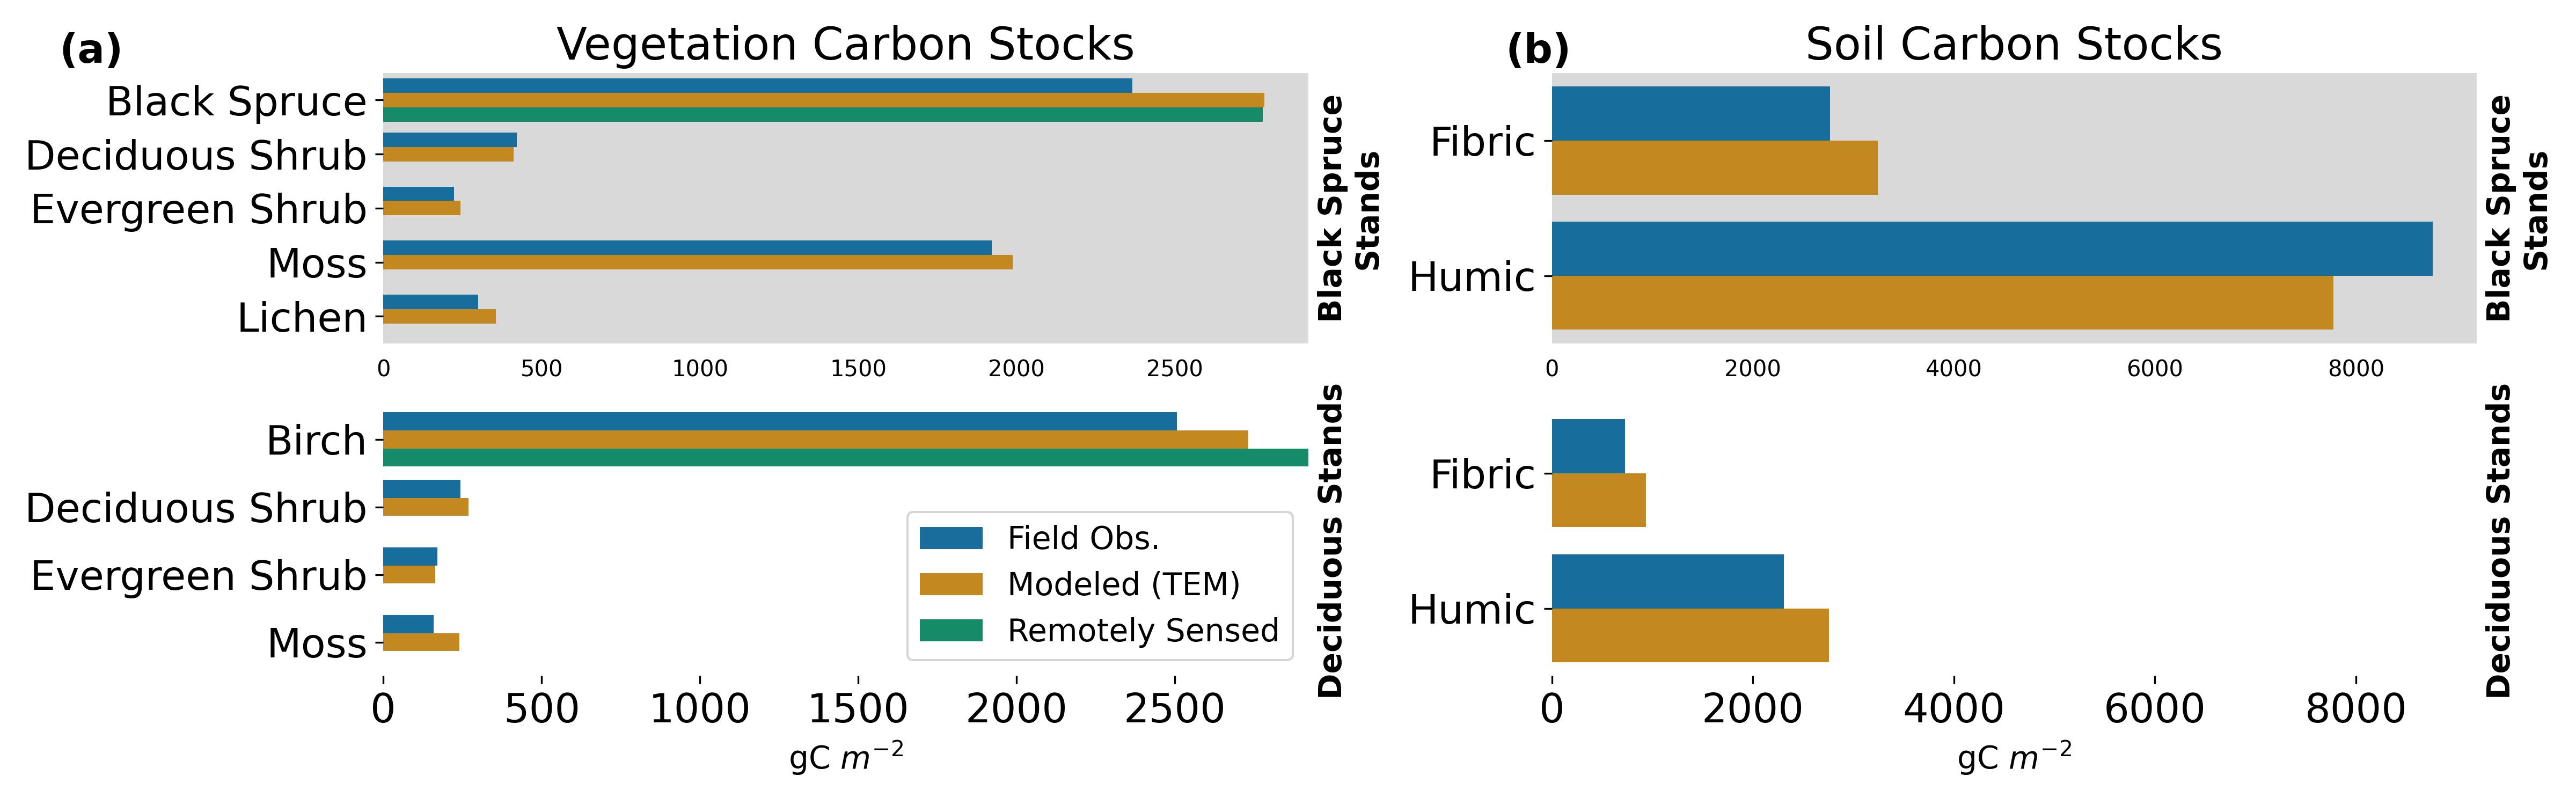 (a)
Vegetation Carbon Stocks
Black Spruce
Deciduous Shrub
Evergreen Shrub
Moss
Lichen
0 500 1000 1500 2000 2500
Black Spruce
Stands
Birch
Deciduous Shrub
Evergreen Shrub
Moss
0 500 1000 1500 2000 2500
gC m⁻²
Deciduous Stands
Field Obs.
Modeled (TEM)
Remotely Sensed
(b)
Soil Carbon Stocks
Fibric
Humic
0 2000 4000 6000 8000
Black Spruce
Stands
Fibric
Humic
0 2000 4000 6000 8000
gC m⁻²
Deciduous Stands